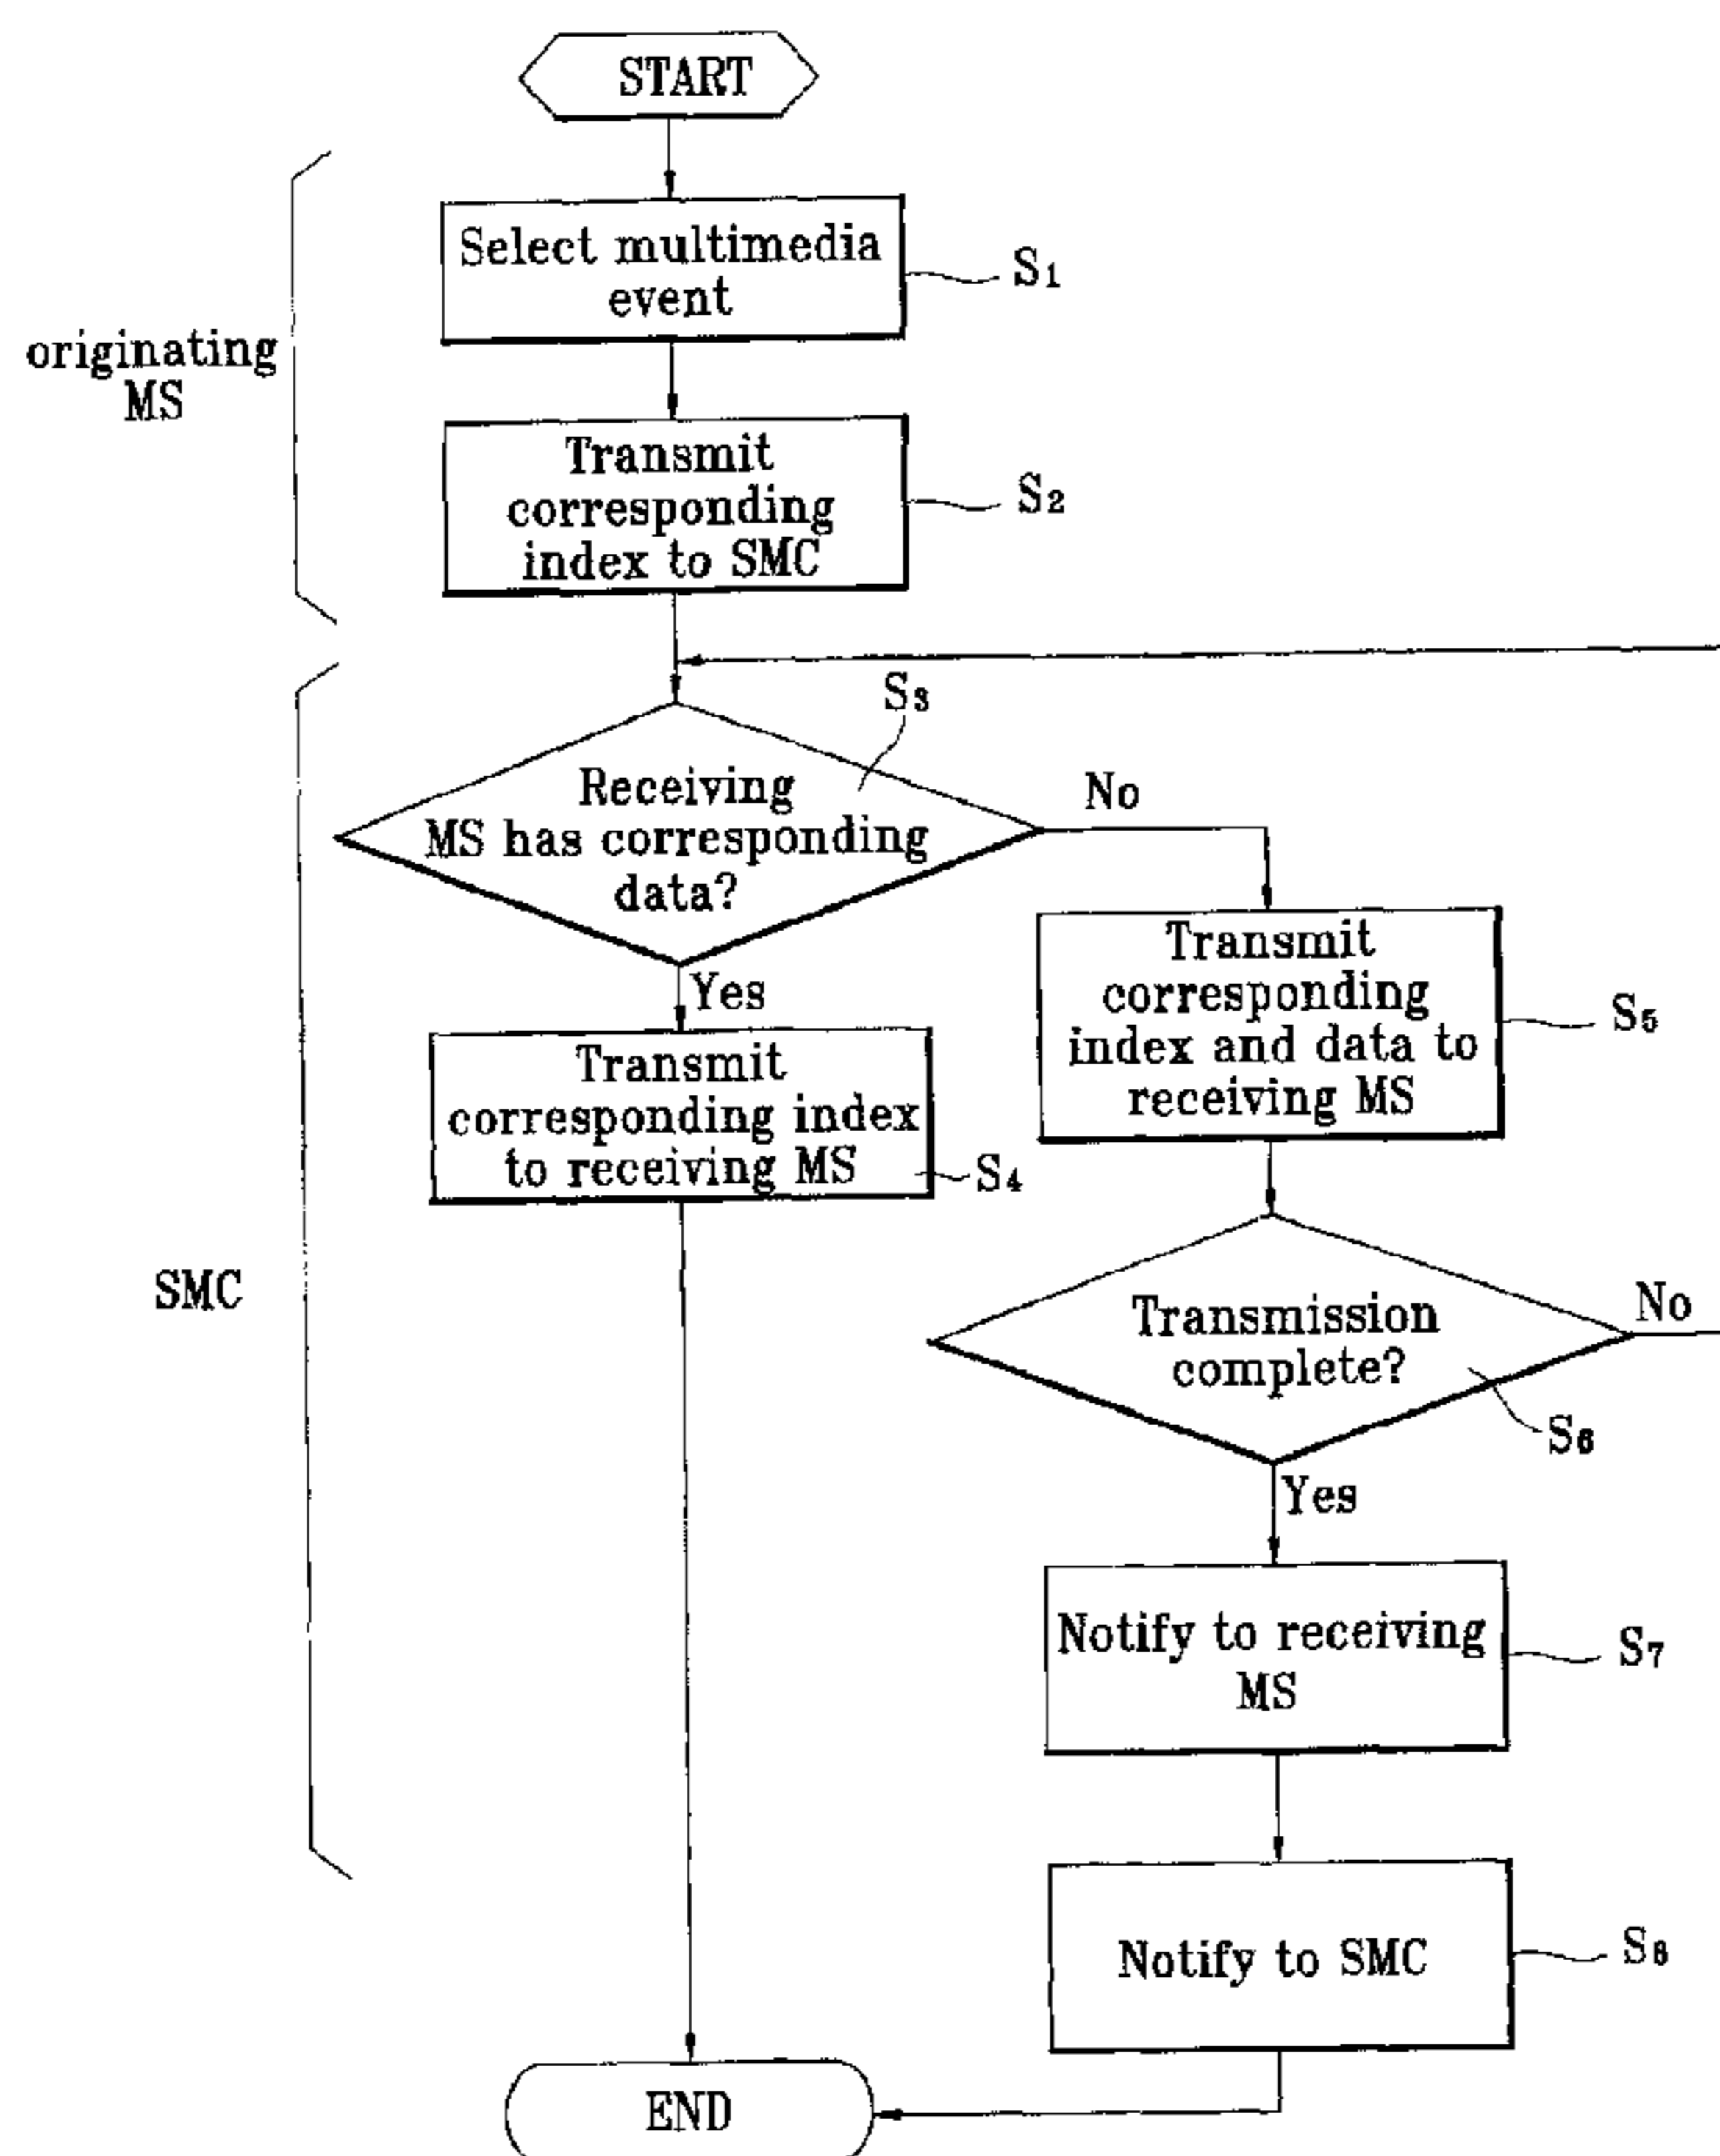 START
Select multimedia
event
S1
originating
MS
Transmit
corresponding
index to SMC
S2
S3
Receiving
MS has corresponding
data?
No
Yes
Transmit
corresponding index
to receiving MS
S4
Transmit
corresponding
index and data to
receiving MS
S5
SMC
Transmission
complete?
No
S6
Yes
Notify to receiving
MS
S7
Notify to SMC
S8
END